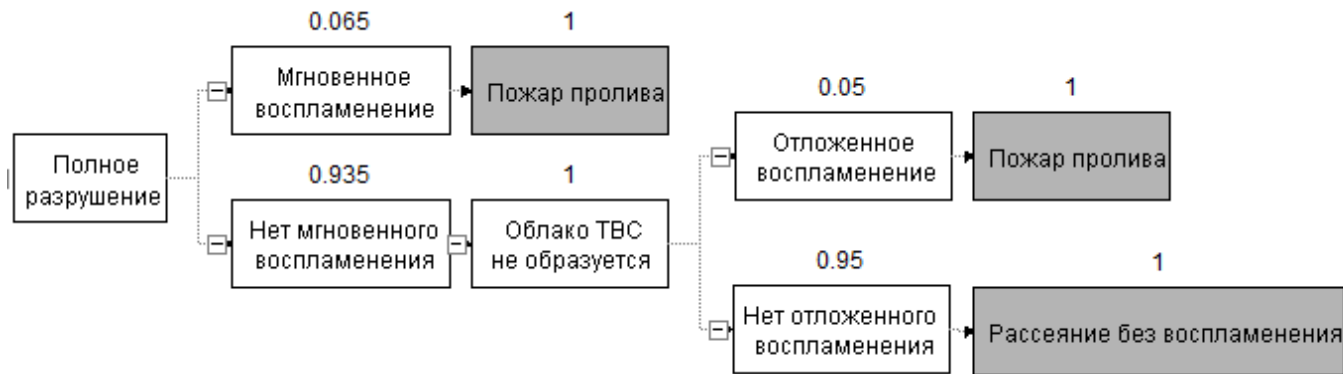 0.065
1
Мгновенное
воспламенение
Пожар пролива
0.05
1
Отложенное
воспламенение
Пожар пролива
Полное
разрушение
0.935
1
Нет мгновенного
воспламенения
Облако ТВС
не образуется
0.95
1
Нет отложенного
воспламенения
Рассеяние без воспламенения